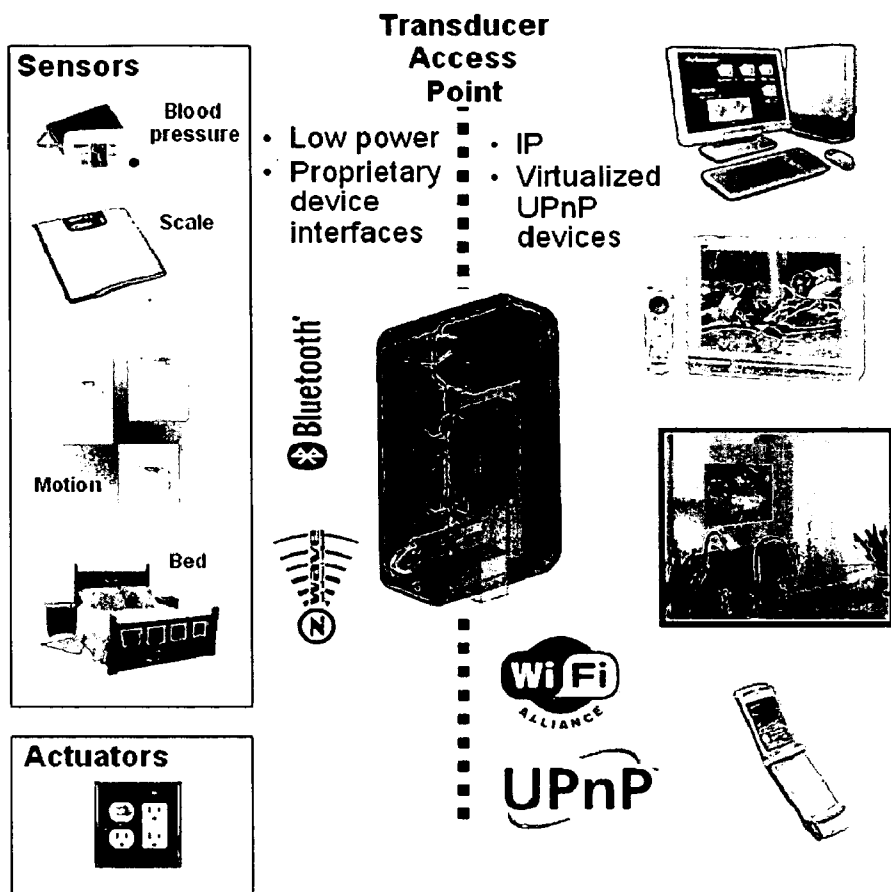 Transducer
Access
Point
Sensors
Blood
pressure
Scale
Motion
Bed
• Low power
• Proprietary
device
interfaces
• IP
• Virtualized
UPnP
devices
Bluetooth
Z wave
Wi Fi
ALLIANCE
UPnP
Actuators